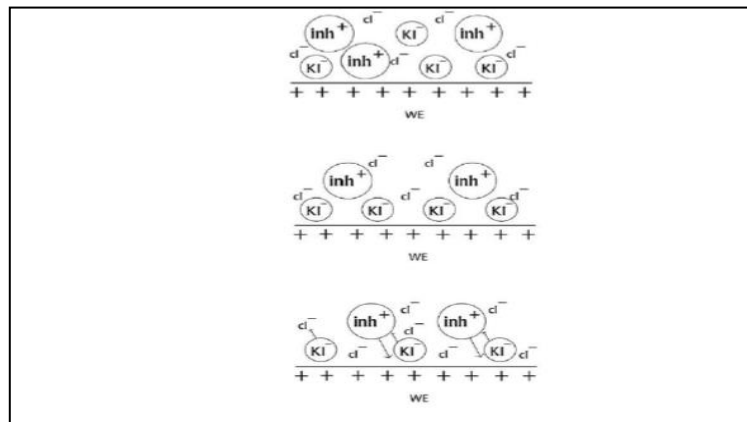 inh⁺ cl⁻ KI⁻ cl⁻ inh⁺
cl⁻ KI⁻ inh⁺ cl⁻ KI⁻ KI⁻ cl⁻
+ + + + + + + + +
WE
cl⁻ cl⁻
inh⁺ inh⁺
cl⁻ KI⁻ KI⁻ cl⁻ KI⁻ KI⁻ cl⁻
+ + + + + + + + +
WE
cl⁻ inh⁺ cl⁻ cl⁻ inh⁺ cl⁻
KI⁻ cl⁻ KI⁻ cl⁻ KI⁻ cl⁻
+ + + + + + + + +
WE